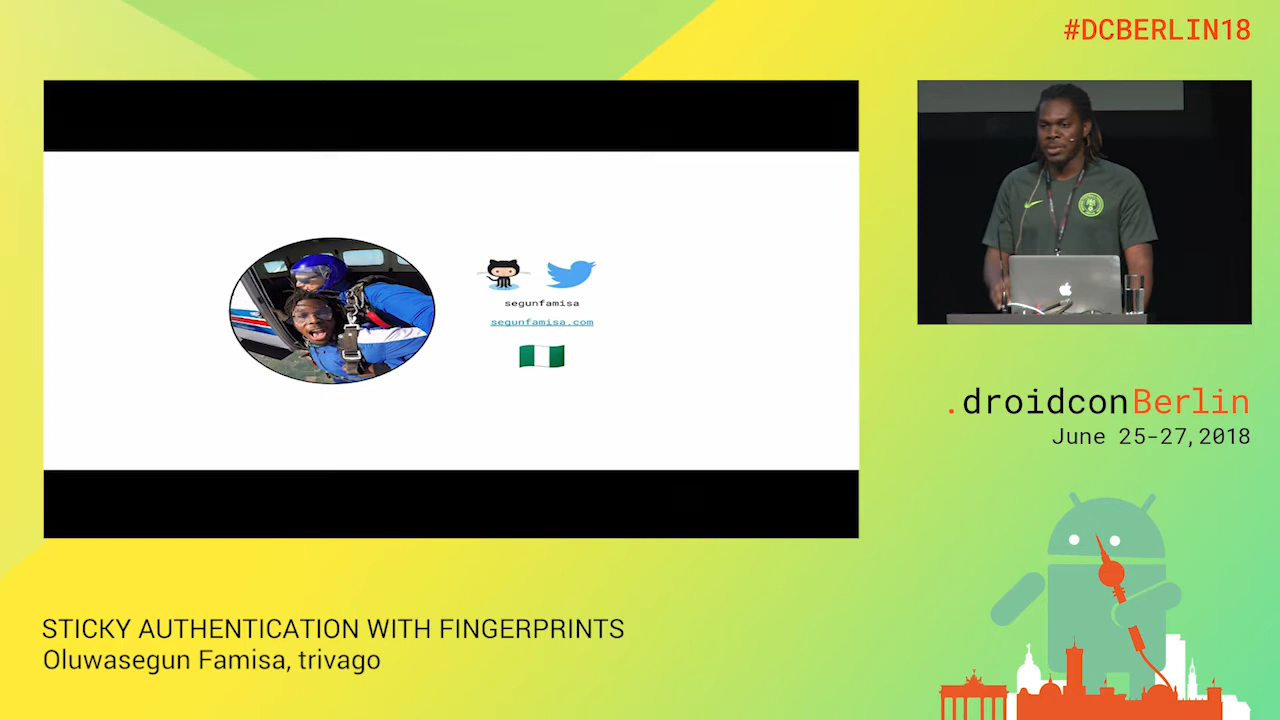 #DCBERLIN18
segunfamisa
segunfamisa.com
.droidconBerlin
June 25-27, 2018
STICKY AUTHENTICATION WITH FINGERPRINTS
Oluwasegun Famisa, trivago